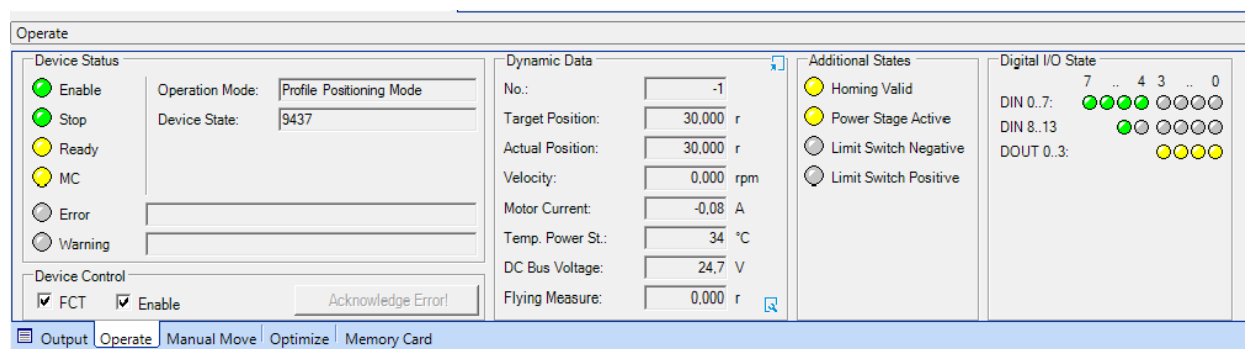 Operate
Device Status
Enable
Stop
Ready
MC
Error
Warning
Operation Mode: Profile Positioning Mode
Device State: 9437
Device Control
FCT Enable Acknowledge Error!
Dynamic Data
No.: -1
Target Position: 30,000 r
Actual Position: 30,000 r
Velocity: 0,000 rpm
Motor Current: -0,08 A
Temp. Power St.: 34 °C
DC Bus Voltage: 24,7 V
Flying Measure: 0,000 r
Additional States
Homing Valid
Power Stage Active
Limit Switch Negative
Limit Switch Positive
Digital I/O State
7 .. 4 3 .. 0
DIN 0..7:
DIN 8..13
DOUT 0..3:
Output Operate Manual Move Optimize Memory Card